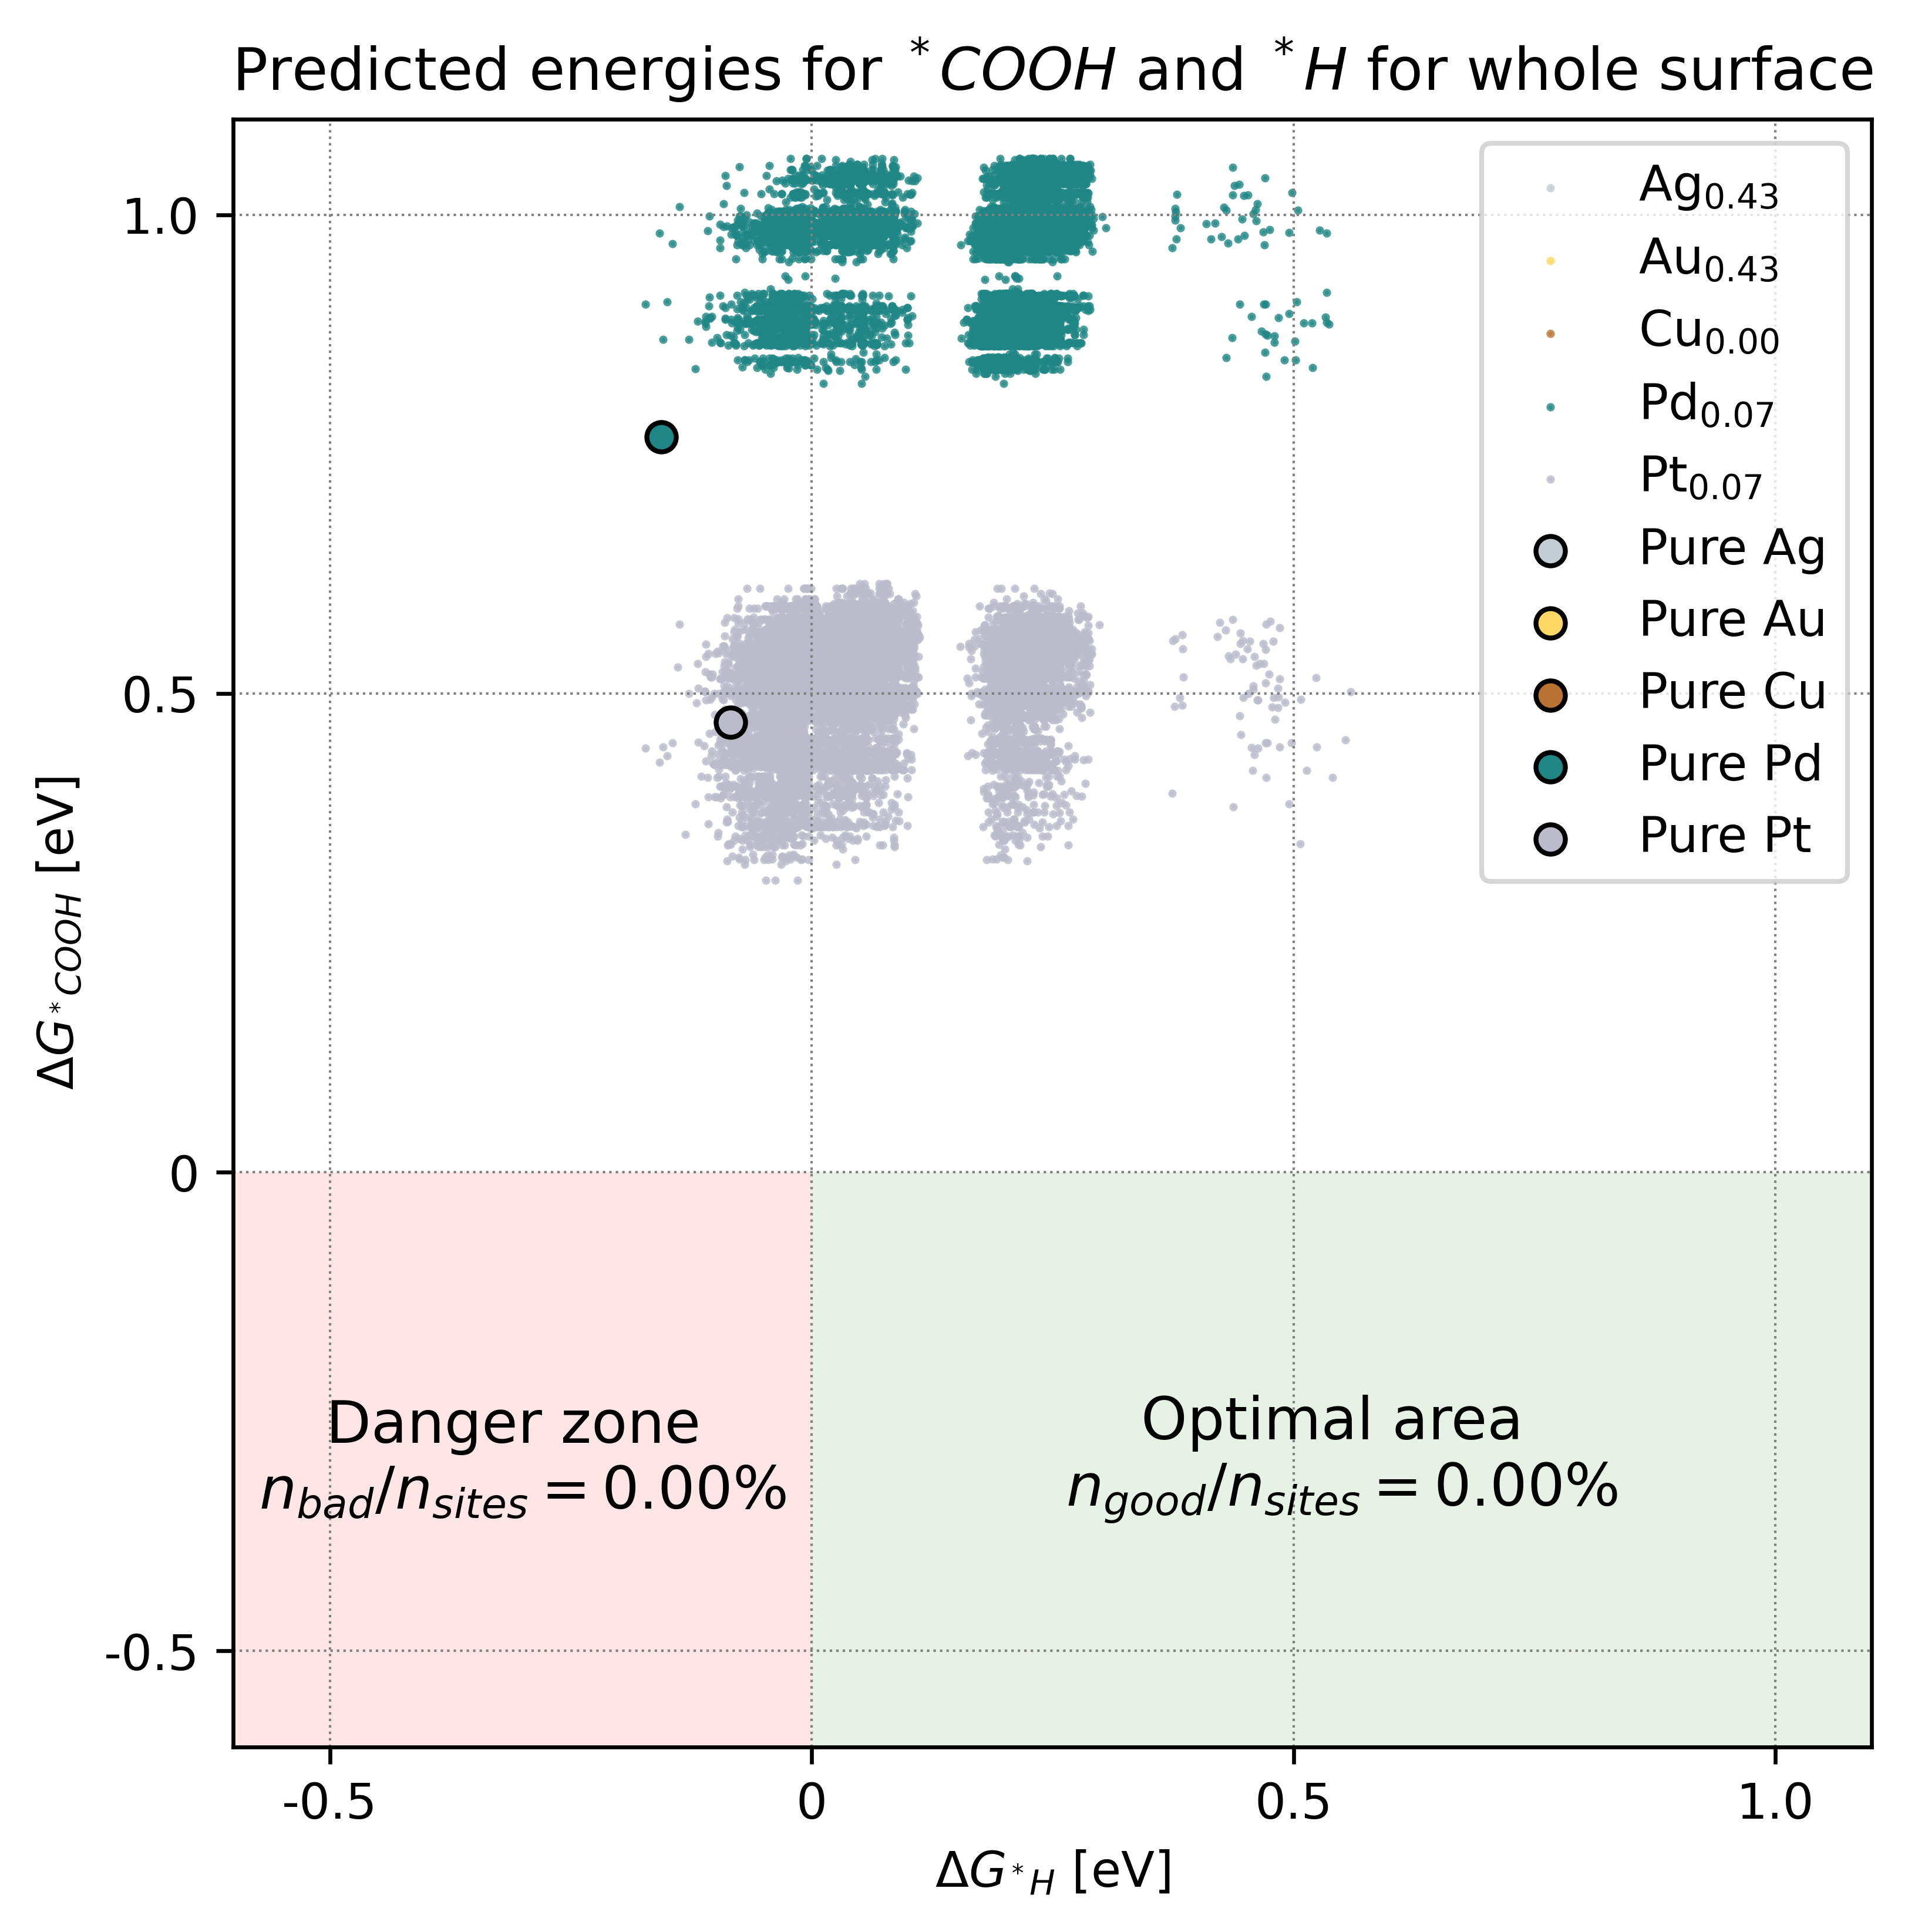 Predicted energies for *COOH and *H for whole surface
Ag0.43
Au0.43
Cu0.00
Pd0.07
Pt0.07
Pure Ag
Pure Au
Pure Cu
Pure Pd
Pure Pt
1.0
0.5
0
-0.5
ΔG*COOH [eV]
Danger zone
nbad/nsites = 0.00%
Optimal area
ngood/nsites = 0.00%
-0.5
0
0.5
1.0
ΔG*H [eV]